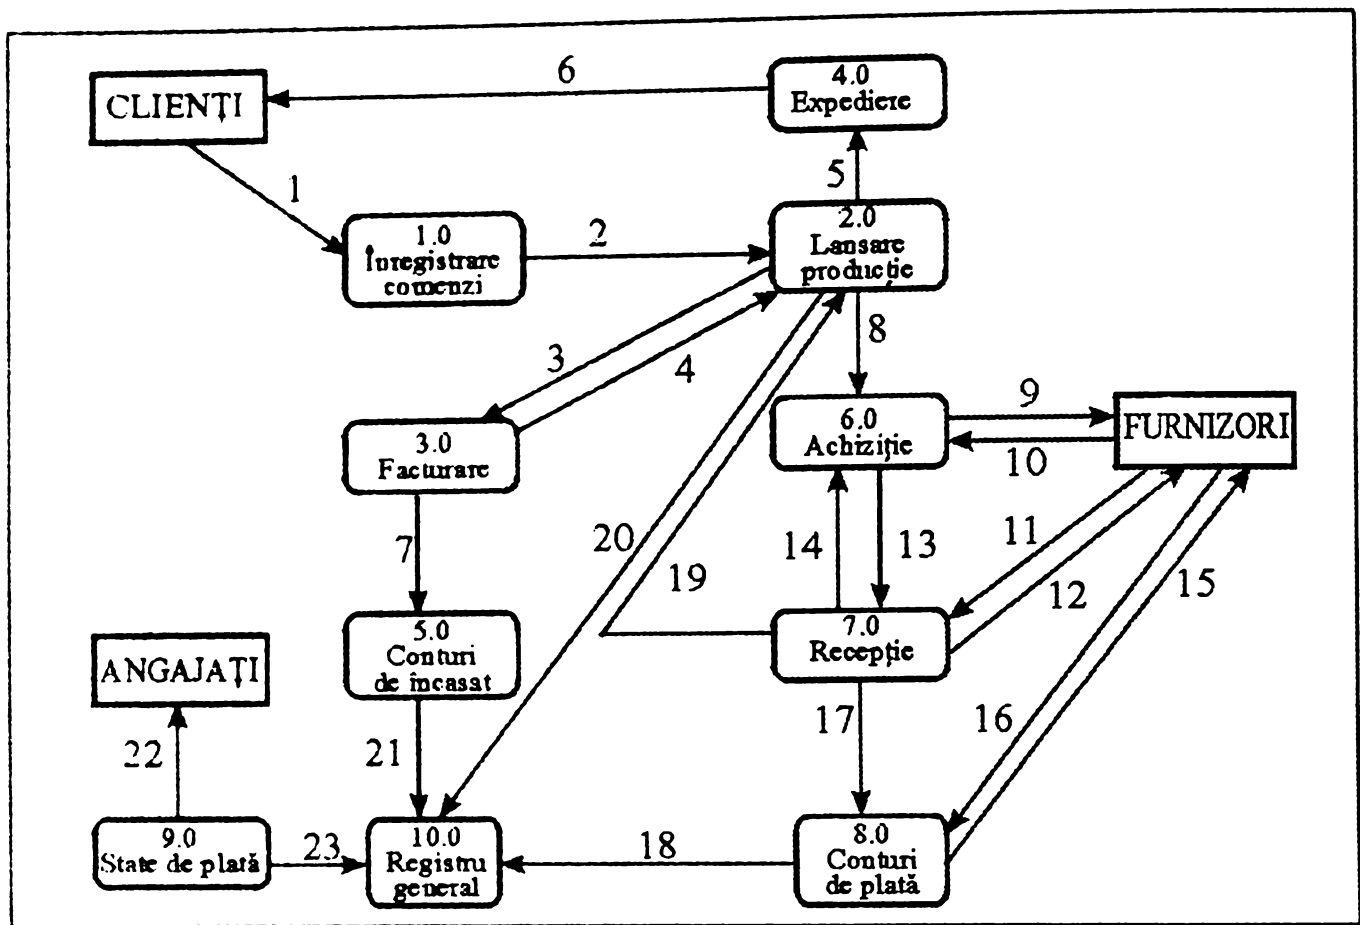 6
4.0
Expediere
CLIENȚI
5
1
2.0
Lansare
producție
1.0
Înregistrare
comenzi
2
3
4
8
9
6.0
Achiziție
FURNIZORI
10
3.0
Facturare
7
20
19
14
13
11
12
15
5.0
Conturi
de încasat
7.0
Recepție
ANGAJAȚI
22
21
17
16
9.0
State de plată
23
10.0
Registru
general
18
8.0
Conturi
de plată